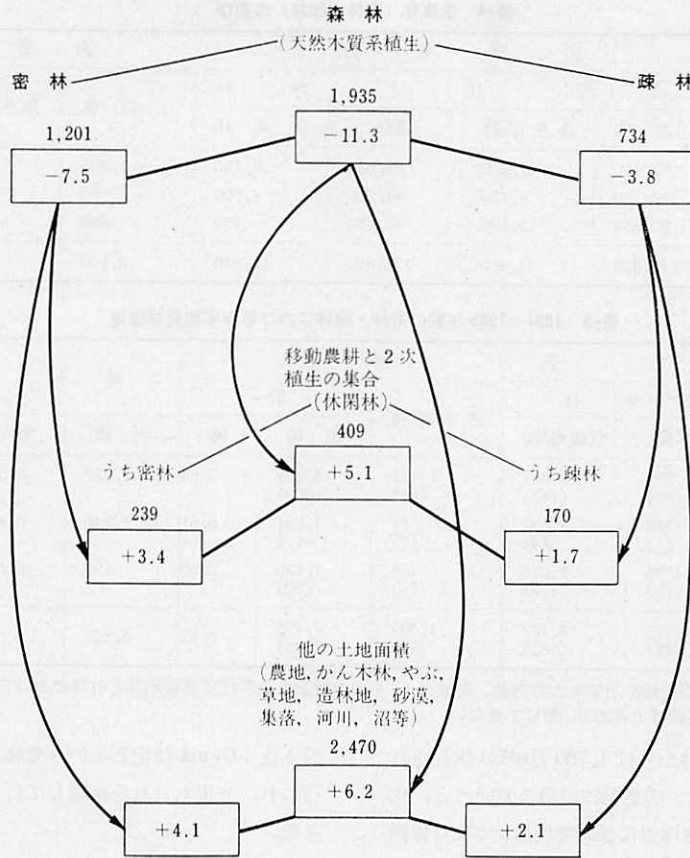 森林
(天然木質系植生)
密林
疎林
1,935
−11.3
1,201
−7.5
734
−3.8
移動農耕と2次
植生の集合
(休閑林)
409
+5.1
うち密林
うち疎林
239
+3.4
170
+1.7
他の土地面積
(農地,かん木林,やぶ,
草地,造林地,砂漠,
集落,河川,沼等)
2,470
+6.2
+4.1
+2.1